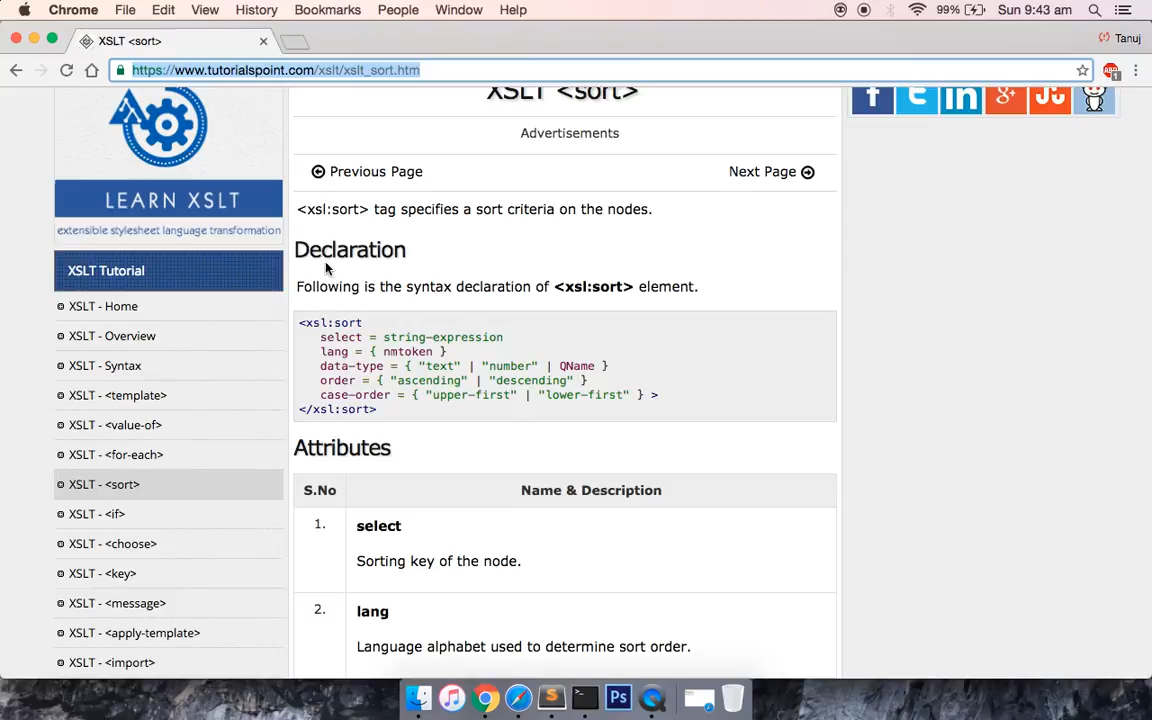 Chrome File Edit View History Bookmarks People Window Help 99% Sun 9:43 am
XSLT <sort> Tanuj
https://www.tutorialspoint.com/xslt/xslt_sort.htm
XSLT <sort>
Advertisements
Previous Page Next Page
<xsl:sort> tag specifies a sort criteria on the nodes.
Declaration
Following is the syntax declaration of <xsl:sort> element.
<xsl:sort
select = string-expression
lang = { nmtoken }
data-type = { "text" | "number" | QName }
order = { "ascending" | "descending" }
case-order = { "upper-first" | "lower-first" } >
</xsl:sort>
Attributes
S.No Name & Description
1. select
Sorting key of the node.
2. lang
Language alphabet used to determine sort order.
LEARN XSLT
extensible stylesheet language transformation
XSLT Tutorial
XSLT - Home
XSLT - Overview
XSLT - Syntax
XSLT - <template>
XSLT - <value-of>
XSLT - <for-each>
XSLT - <sort>
XSLT - <if>
XSLT - <choose>
XSLT - <key>
XSLT - <message>
XSLT - <apply-template>
XSLT - <import>
f in g+
1
Ps